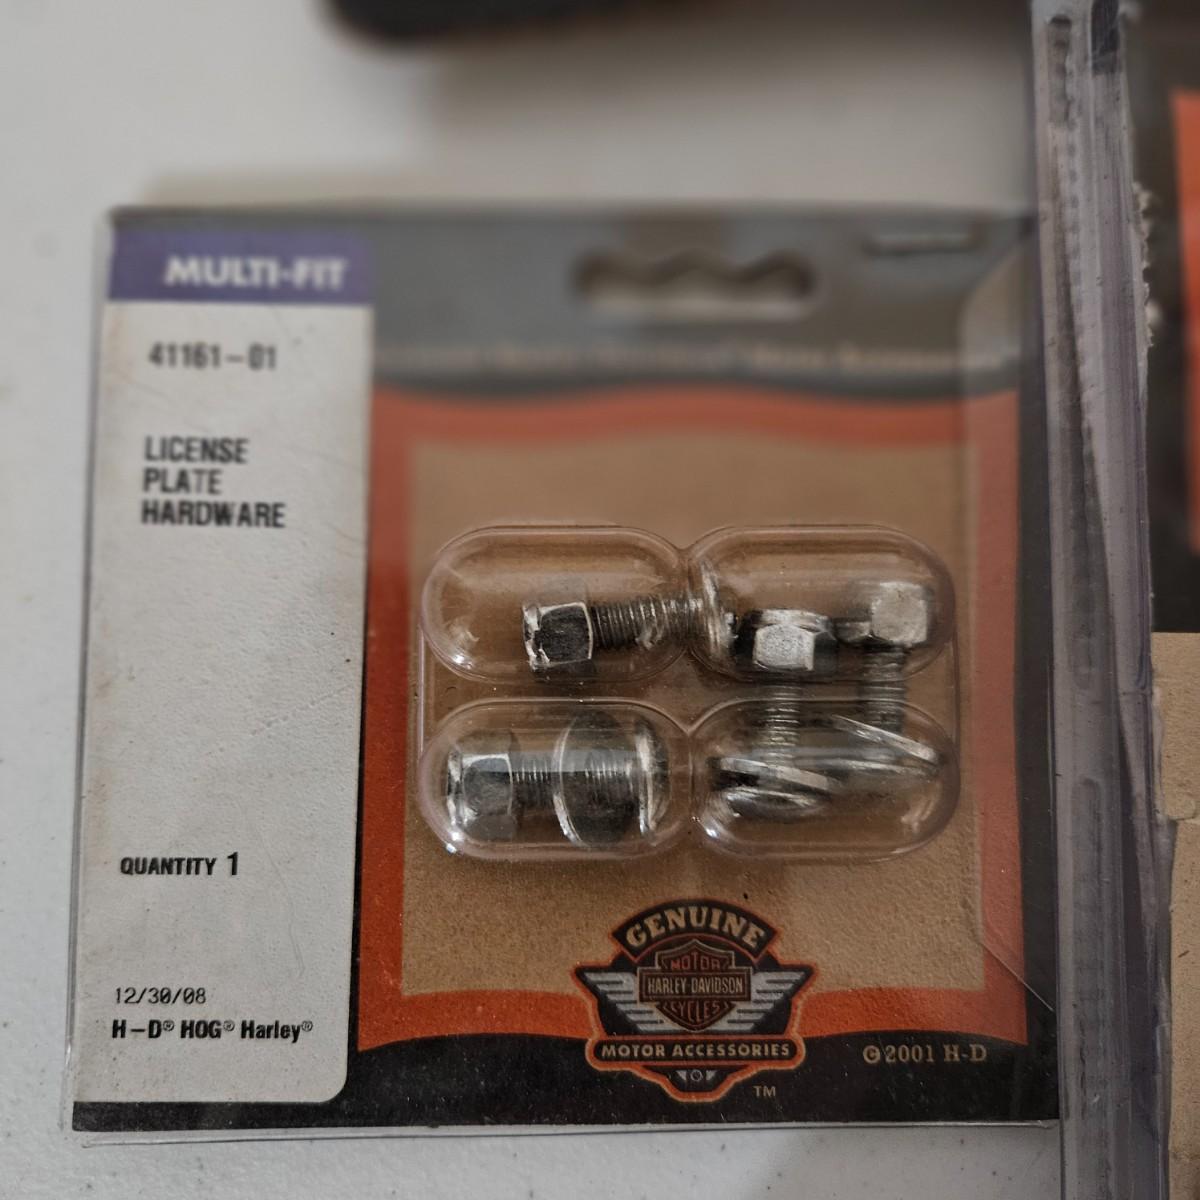 MULTI-FIT
41161-01
LICENSE
PLATE
HARDWARE
QUANTITY 1
12/30/08
H-D® HOG® Harley®
GENUINE
MOTOR
HARLEY-DAVIDSON
CYCLES
MOTOR ACCESSORIES
TM
©2001 H-D